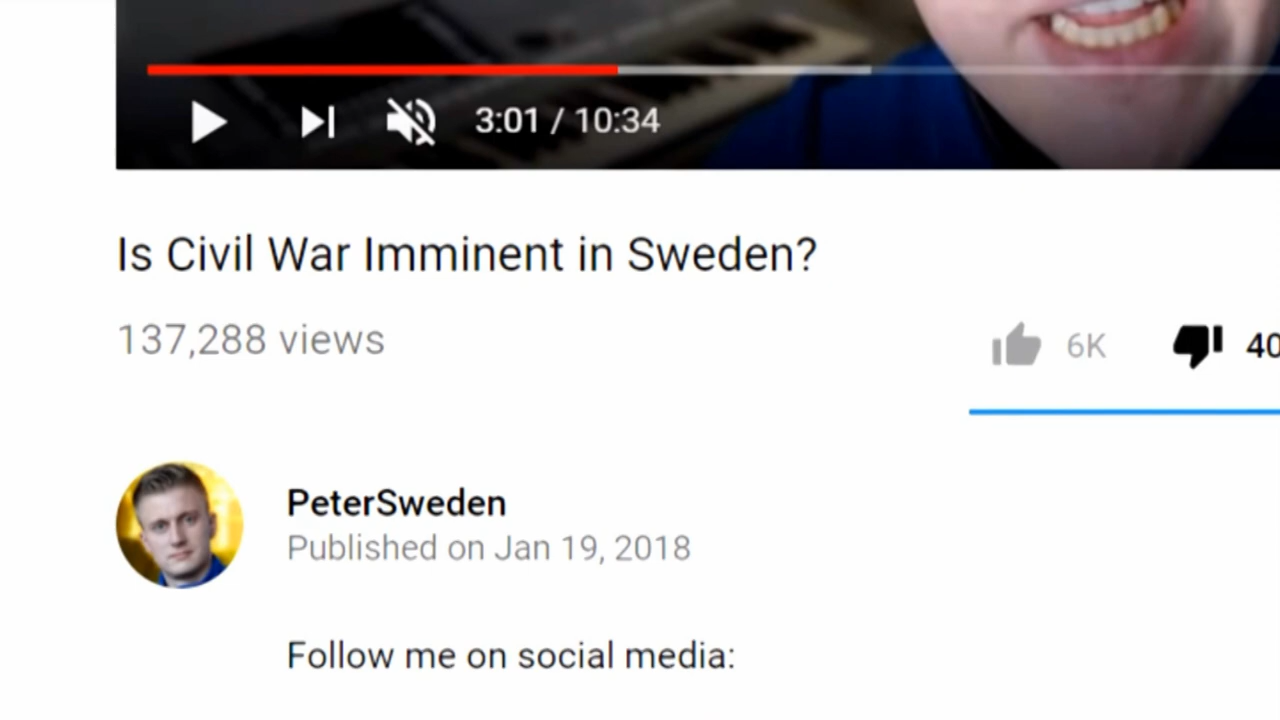 3:01 / 10:34
Is Civil War Imminent in Sweden?
137,288 views
6K
40
PeterSweden
Published on Jan 19, 2018
Follow me on social media: